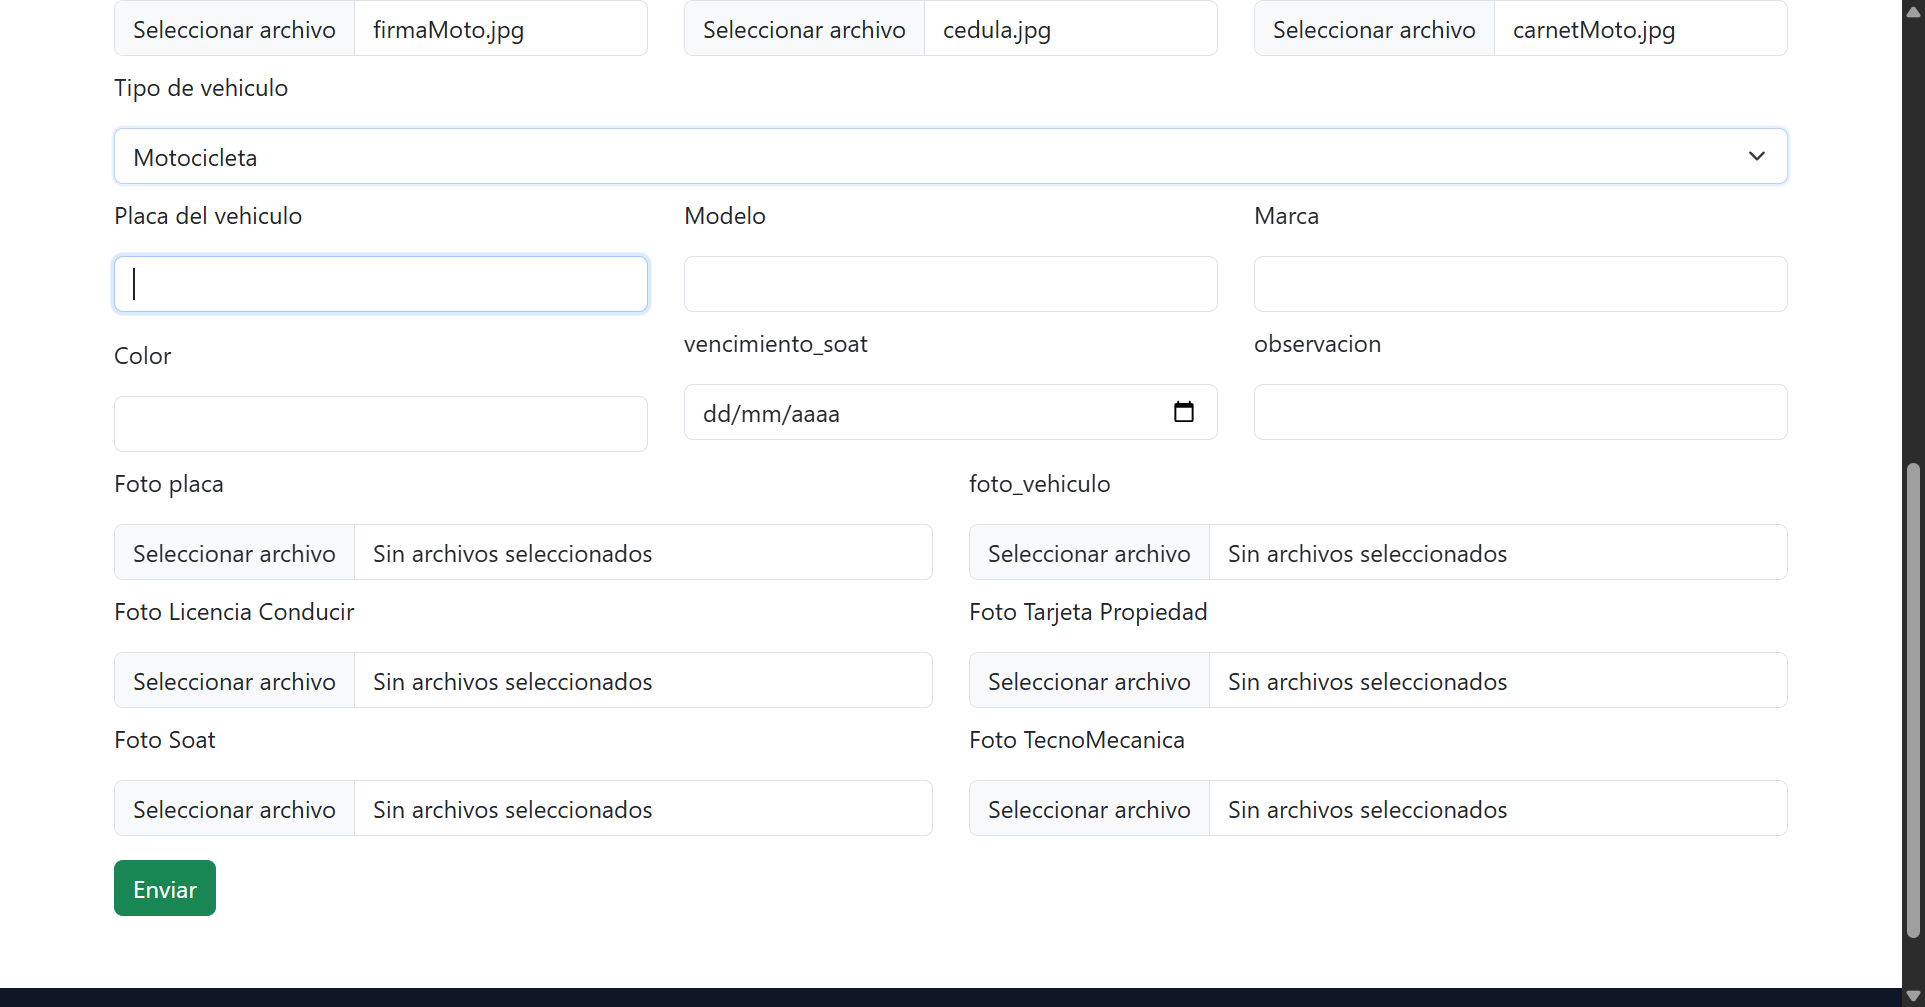 Seleccionar archivo firmaMoto.jpg Seleccionar archivo cedula.jpg Seleccionar archivo carnetMoto.jpg
Tipo de vehiculo
Motocicleta
Placa del vehiculo Modelo Marca
Color vencimiento_soat observacion
dd/mm/aaaa
Foto placa foto_vehiculo
Seleccionar archivo Sin archivos seleccionados Seleccionar archivo Sin archivos seleccionados
Foto Licencia Conducir Foto Tarjeta Propiedad
Seleccionar archivo Sin archivos seleccionados Seleccionar archivo Sin archivos seleccionados
Foto Soat Foto TecnoMecanica
Seleccionar archivo Sin archivos seleccionados Seleccionar archivo Sin archivos seleccionados
Enviar